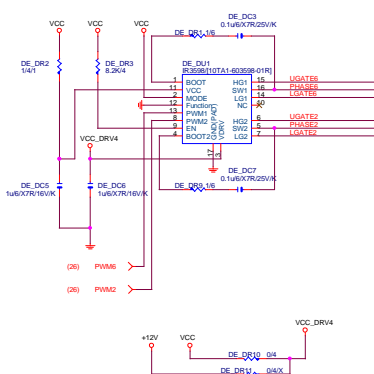 VCC VCC VCC
DE_DC3
0.1u/6/X7R/25V/K
DE_DR1 1/6
DE_DR2
1/4/1
DE_DR3
8.2K/4
DE_DU1
IR3598/[10TA1-603598-01R]
1 BOOT HG1 15 UGATE6
11 VCC SW1 16 PHASE6
2 MODE LG1 14 LGATE6
12 Function NC 10
13 PWM1
8 PWM2 HG2 6 UGATE2
9 EN SW2 5 PHASE2
4 BOOT2 LG2 7 LGATE2
GND(PAD) VDRV
17 3
VCC_DRV4
DE_DC5
1u/6/X7R/16V/K
DE_DC6
1u/6/X7R/16V/K
DE_DR9 1/6
DE_DC7
0.1u/6/X7R/25V/K
(26) PWM6
(26) PWM2
VCC_DRV4
+12V VCC
DE_DR10 0/4
DE_DR11 0/4/X